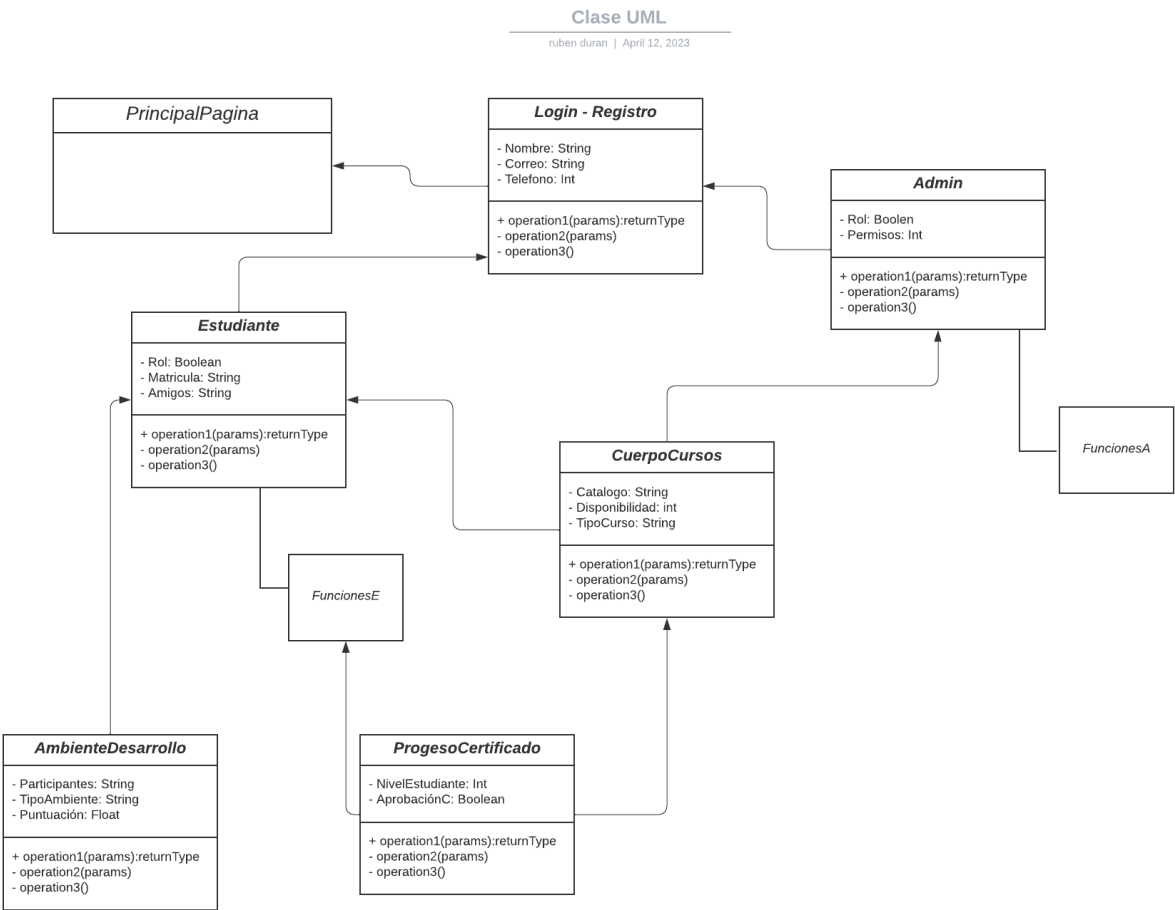 Clase UML
ruben duran | April 12, 2023
PrincipalPagina
Login - Registro
- Nombre: String
- Correo: String
- Telefono: Int
+ operation1(params):returnType
- operation2(params)
- operation3()
Admin
- Rol: Boolen
- Permisos: Int
+ operation1(params):returnType
- operation2(params)
- operation3()
Estudiante
- Rol: Boolean
- Matricula: String
- Amigos: String
+ operation1(params):returnType
- operation2(params)
- operation3()
FuncionesA
CuerpoCursos
- Catalogo: String
- Disponibilidad: int
- TipoCurso: String
+ operation1(params):returnType
- operation2(params)
- operation3()
FuncionesE
AmbienteDesarrollo
- Participantes: String
- TipoAmbiente: String
- Puntuación: Float
+ operation1(params):returnType
- operation2(params)
- operation3()
ProgesoCertificado
- NivelEstudiante: Int
- AprobaciónC: Boolean
+ operation1(params):returnType
- operation2(params)
- operation3()